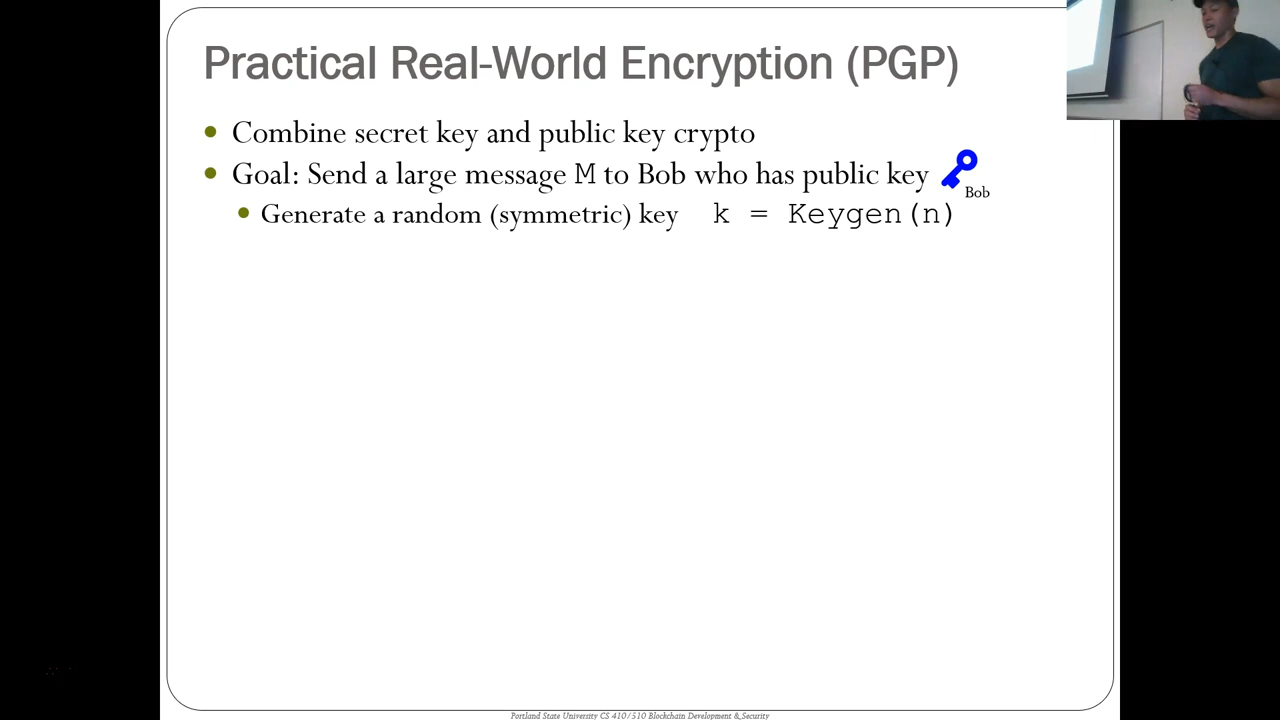 Practical Real-World Encryption (PGP)
Combine secret key and public key crypto
Goal: Send a large message M to Bob who has public key
Bob
Generate a random (symmetric) key k = Keygen(n)
Portland State University CS 410/510 Blockchain Development & Security